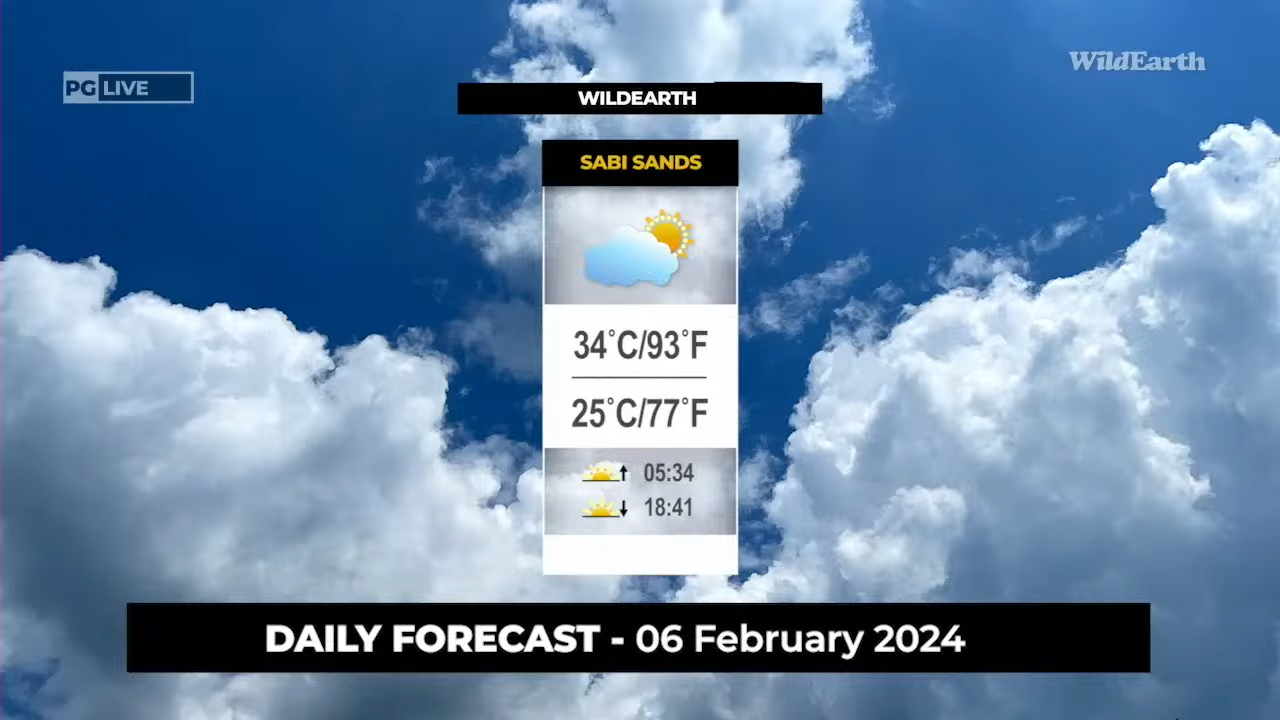 PG LIVE
WildEarth
WILDEARTH
SABI SANDS
34°C/93°F
25°C/77°F
05:34
18:41
DAILY FORECAST - 06 February 2024